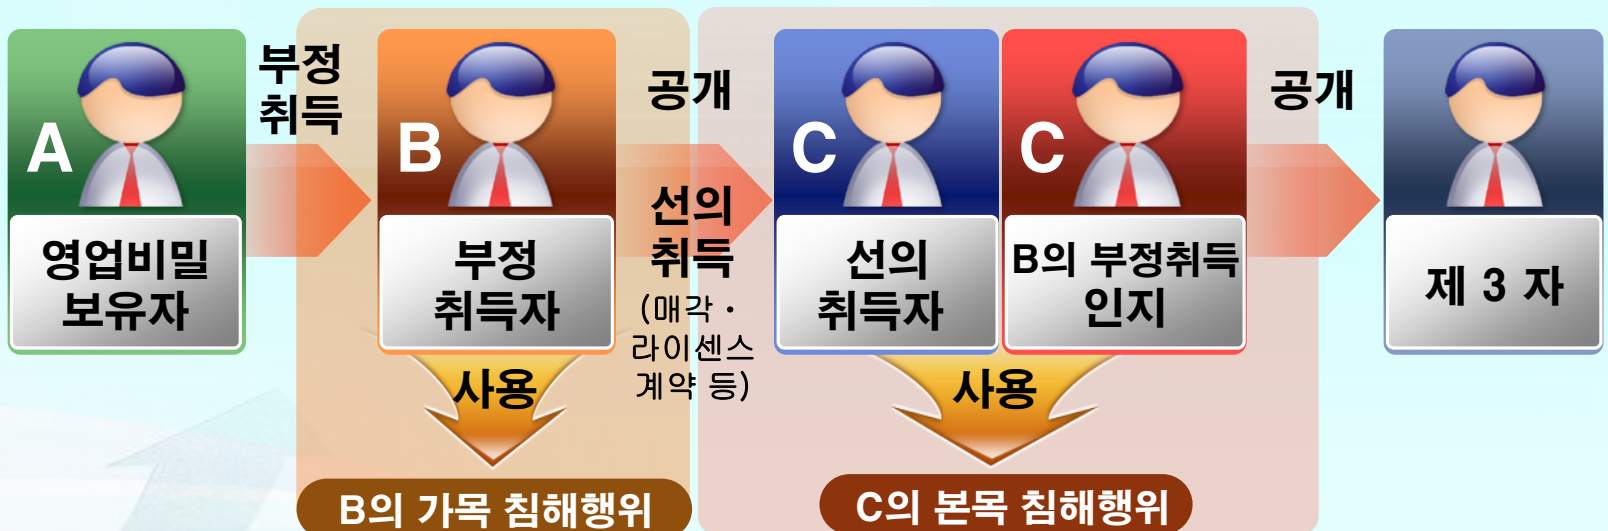 A
영업비밀
보유자
부정
취득
B
부정
취득자
사용
B의 가목 침해행위
공개
선의
취득
(매각·
라이센스
계약 등)
C
선의
취득자
C
B의 부정취득
인지
사용
C의 본목 침해행위
공개
제 3 자